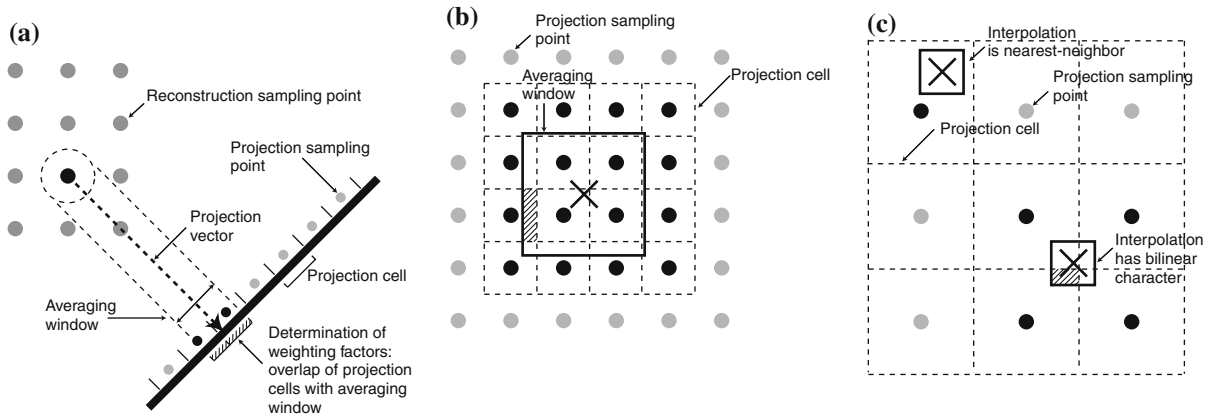 (a)
Reconstruction sampling point
Projection sampling
point
Projection
vector
Projection cell
Averaging
window
Determination of
weighting factors:
overlap of projection
cells with averaging
window
(b)
Projection sampling
point
Averaging
window
Projection cell
(c)
Interpolation
is nearest-neighbor
Projection sampling
point
Projection cell
Interpolation
has bilinear
character